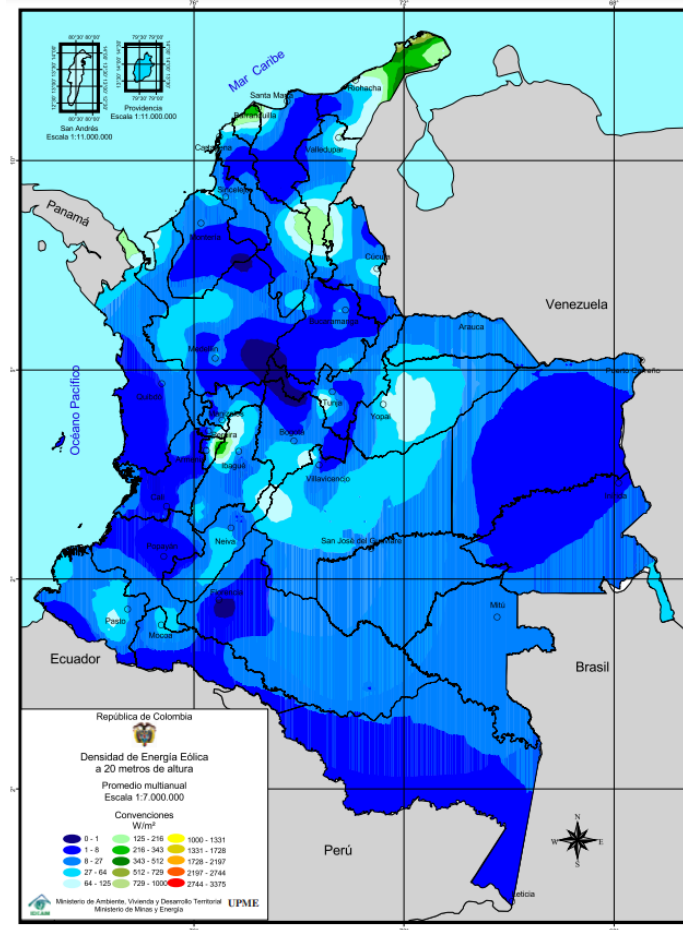 76°
72°
68°
San Andrés
Escala 1:11.000.000
Providencia
Escala 1:11.000.000
Mar Caribe
Riohacha
Santa Marta
Barranquilla
Cartagena
Valledupar
Sincelejo
Panamá
Montería
Cúcuta
Venezuela
Bucaramanga
Arauca
Medellín
Puerto Carreño
Océano Pacífico
Quibdó
Tunja
Yopal
Manizales
Pereira
Bogotá
Armenia
Ibagué
Villavicencio
Cali
Neiva
San José del Guaviare
Popayán
Florencia
Mitú
Pasto
Mocoa
Ecuador
Brasil
Perú
Leticia
República de Colombia
Densidad de Energía Eólica
a 20 metros de altura
Promedio multianual
Escala 1:7.000.000
Convenciones
W/m²
0 - 1 125 - 216 1000 - 1331
1 - 8 216 - 343 1331 - 1728
8 - 27 343 - 512 1728 - 2197
27 - 64 512 - 729 2197 - 2744
64 - 125 729 - 1000 2744 - 3375
Ministerio de Ambiente, Vivienda y Desarrollo Territorial
Ministerio de Minas y Energía
UPME
IDEAM
N
W E
S